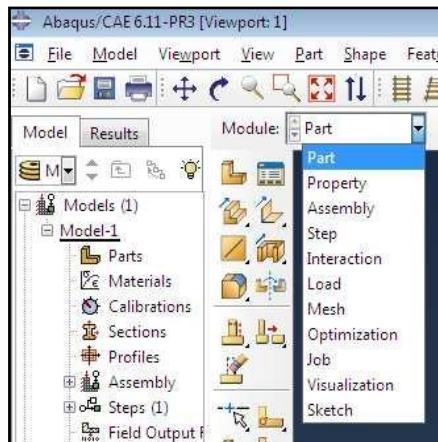 Abaqus/CAE 6.11-PR3 [Viewport: 1]
File Model Viewport View Part Shape Feat
Model Results Module: Part
M
Part
Property
Assembly
Step
Interaction
Load
Mesh
Optimization
Job
Visualization
Sketch
Models (1)
Model-1
Parts
Materials
Calibrations
Sections
Profiles
Assembly
Steps (1)
Field Output